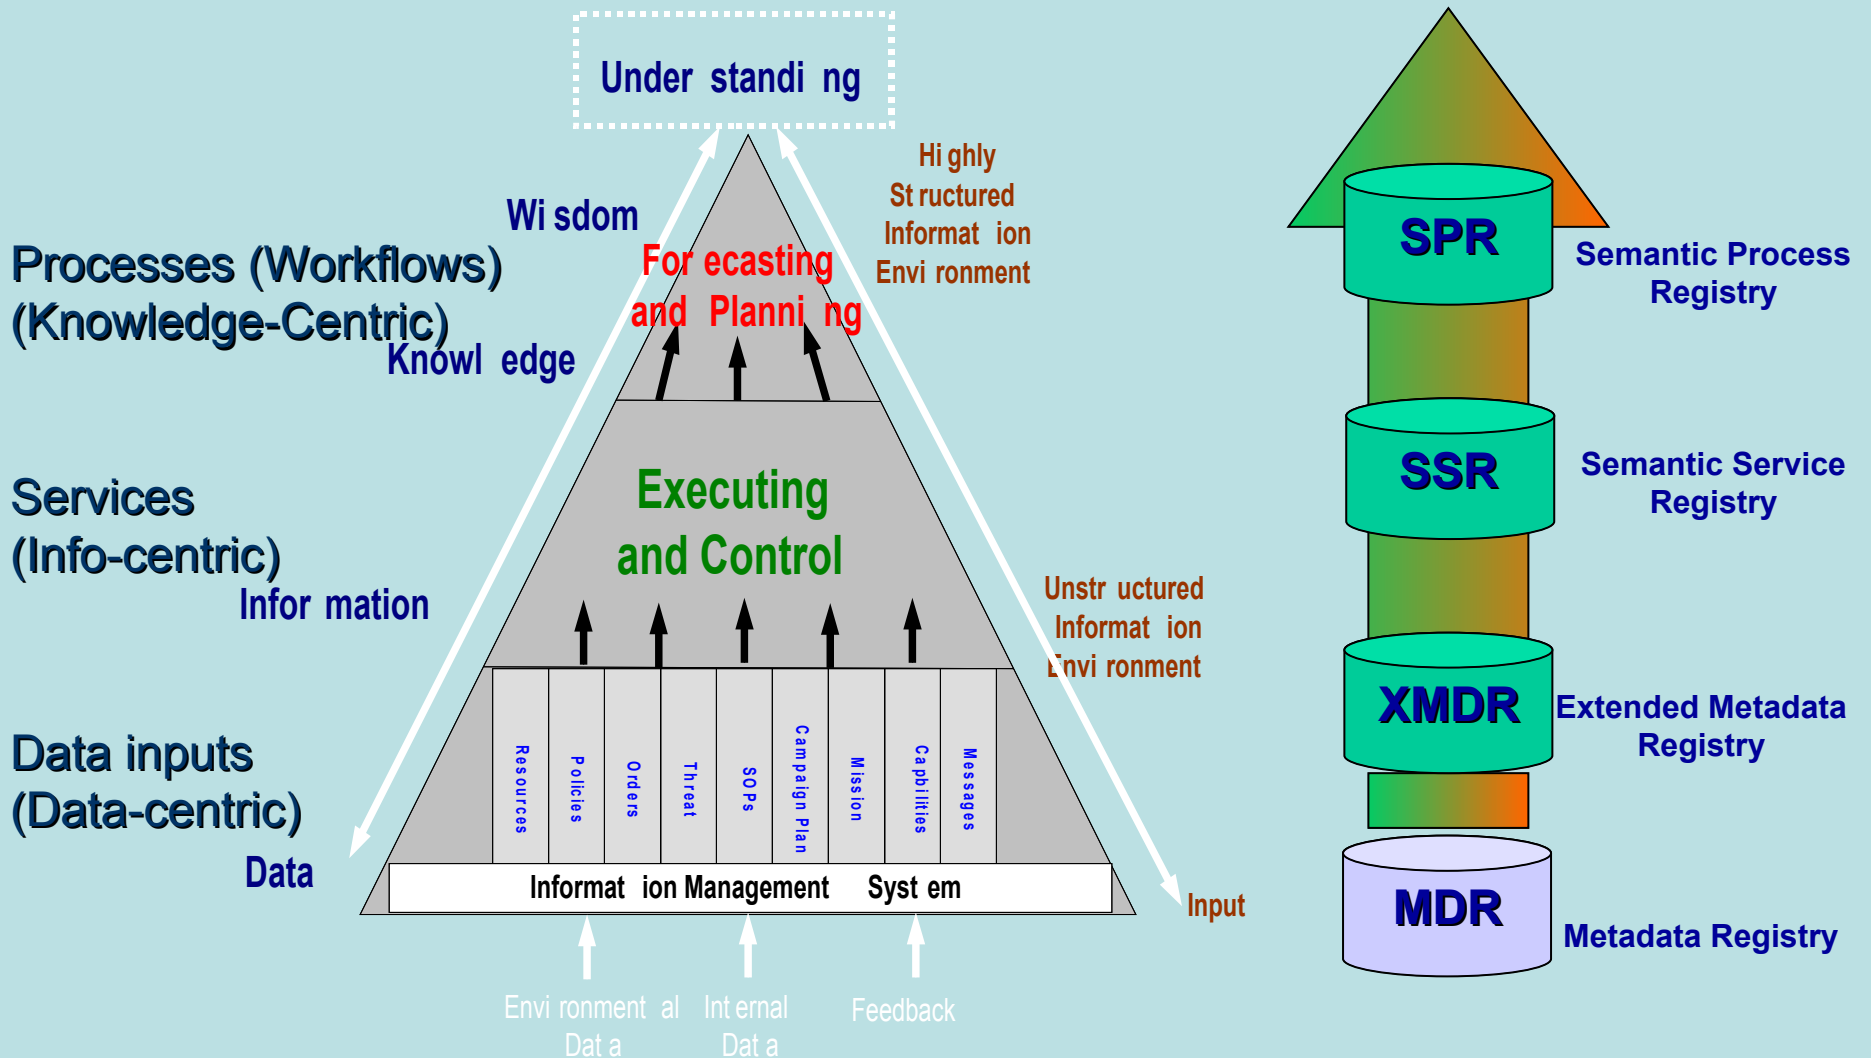 Under standi ng
Hi ghly
St ructured
Informat ion
Envi ronment
Wi sdom
Processes (Workflows)
(Knowledge-Centric)
Knowl edge
For ecasting
and Planni ng
Services
(Info-centric)
Infor mation
Executing
and Control
Unstr uctured
Informat ion
Envi ronment
Data inputs
(Data-centric)
Data
Resources
Policies
Orders
Threat
SOPs
Campaign Plan
Mission
Capbilities
Messages
Informat ion Management Syst em
Input
Envi ronment al
Dat a
Int ernal
Dat a
Feedback
SPR
Semantic Process
Registry
SSR
Semantic Service
Registry
XMDR
Extended Metadata
Registry
MDR
Metadata Registry